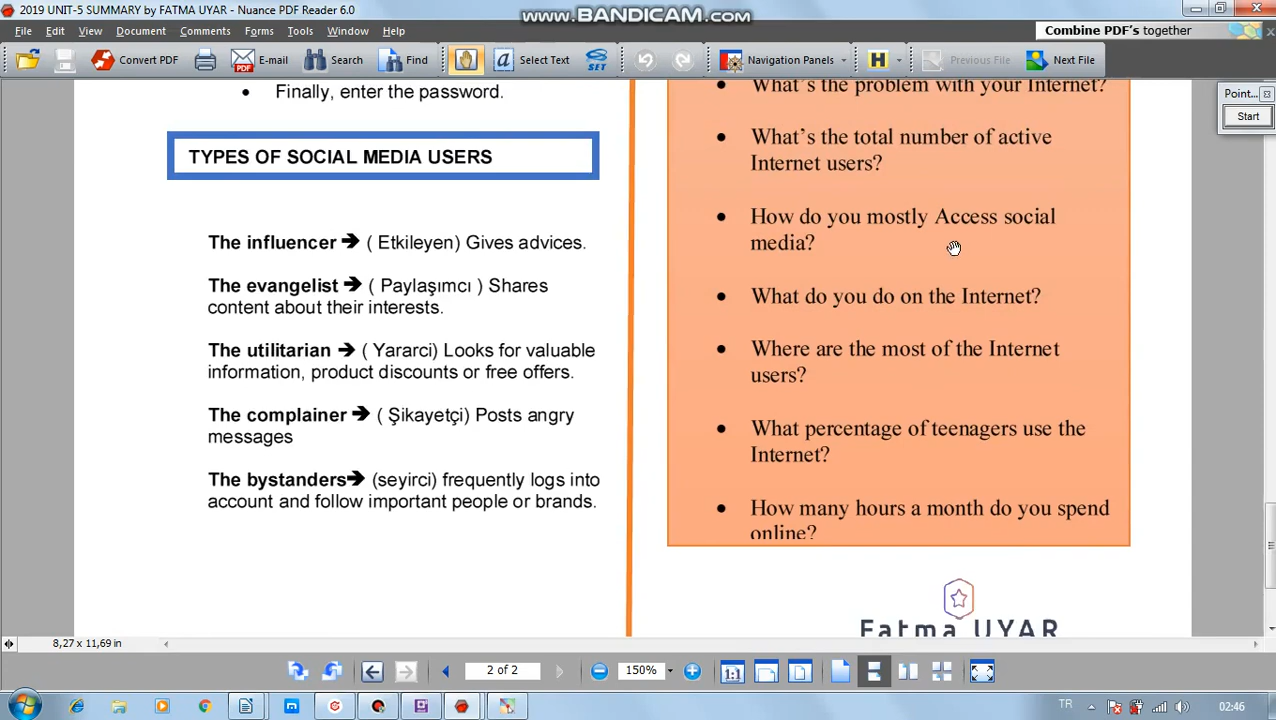 2019 UNIT-5 SUMMARY by FATMA UYAR - Nuance PDF Reader 6.0
www.BANDICAM.com
File Edit View Document Comments Forms Tools Window Help
Combine PDF's together
Convert PDF E-mail Search Find Select Text SET Navigation Panels H Previous File Next File
Point...
Start
• Finally, enter the password.
TYPES OF SOCIAL MEDIA USERS
The influencer ➔ ( Etkileyen) Gives advices.
The evangelist ➔ ( Paylaşımcı ) Shares
content about their interests.
The utilitarian ➔ ( Yararci) Looks for valuable
information, product discounts or free offers.
The complainer ➔ ( Şikayetçi) Posts angry
messages
The bystanders➔ (seyirci) frequently logs into
account and follow important people or brands.
• What's the problem with your Internet?
• What's the total number of active
Internet users?
• How do you mostly Access social
media?
• What do you do on the Internet?
• Where are the most of the Internet
users?
• What percentage of teenagers use the
Internet?
• How many hours a month do you spend
online?
Fatma UYAR
8,27 x 11,69 in
2 of 2 150% 1:1
TR 02:46